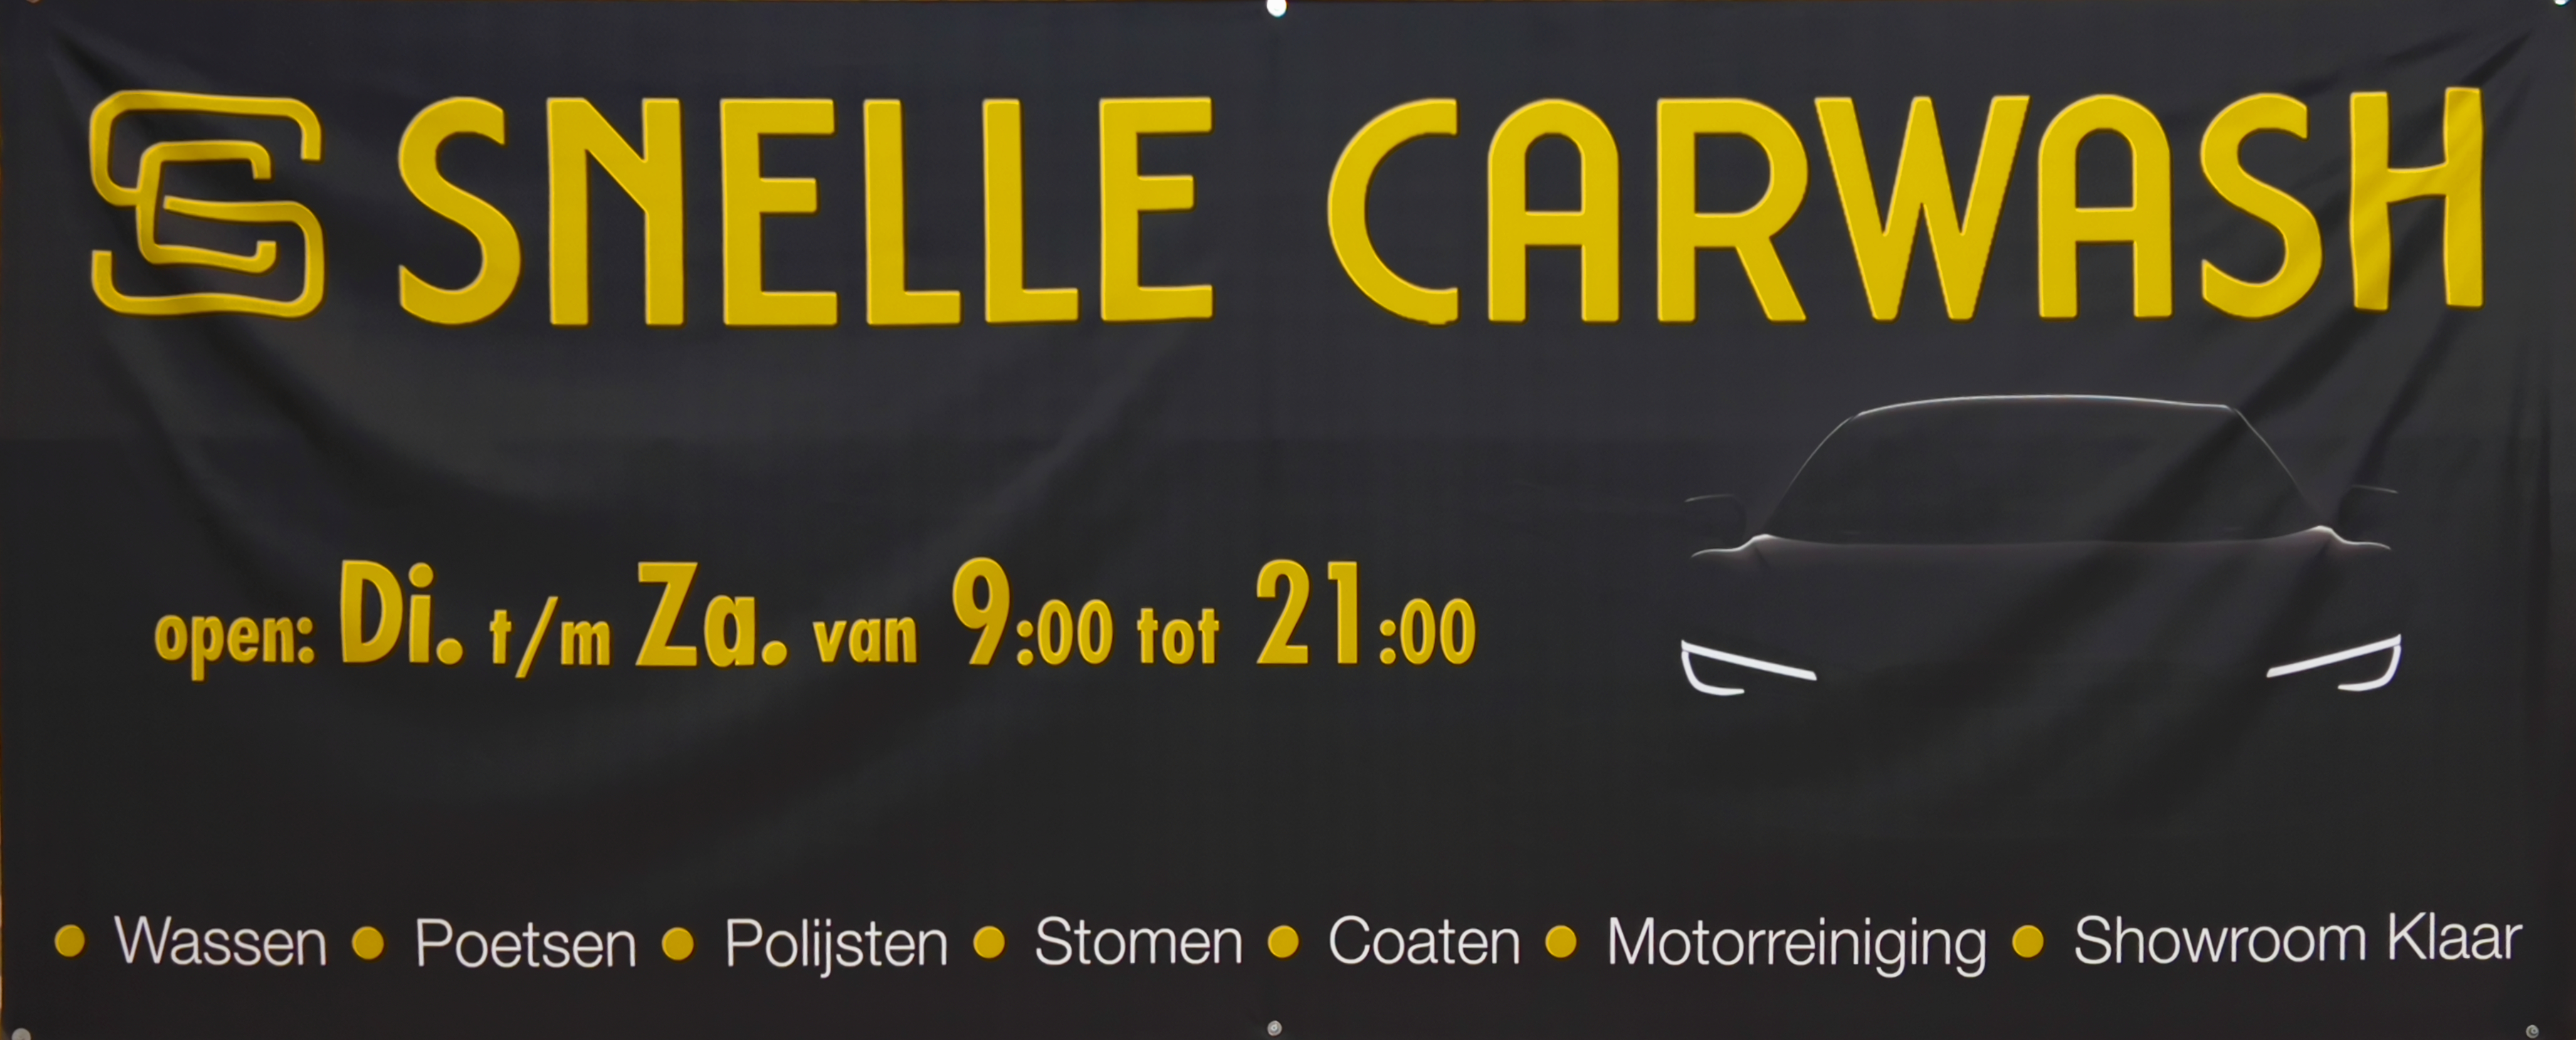 SNELLE CARWASH
open: Di. t/m Za. van 9:00 tot 21:00
• Wassen • Poetsen • Polijsten • Stomen • Coaten • Motorreiniging • Showroom Klaar